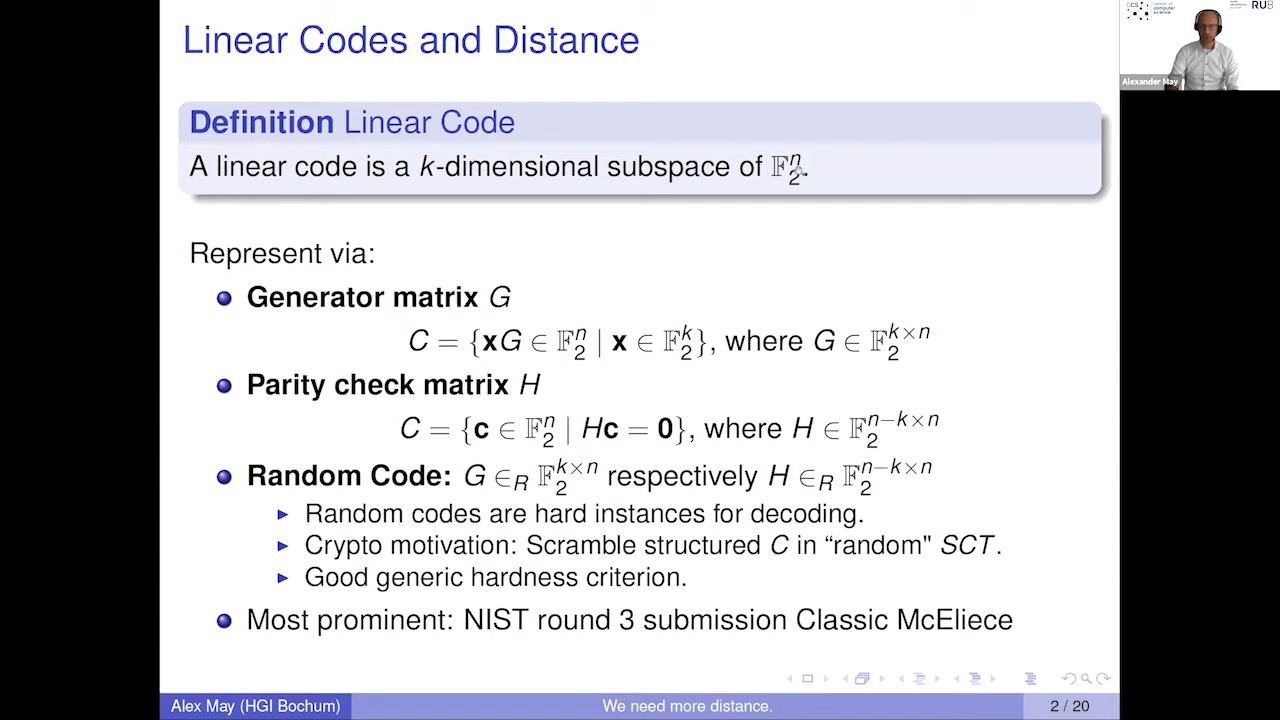 Linear Codes and Distance
Definition Linear Code
A linear code is a k-dimensional subspace of 𝔽₂ⁿ.
Represent via:
Generator matrix G
C = {xG ∈ 𝔽₂ⁿ | x ∈ 𝔽₂ᵏ}, where G ∈ 𝔽₂ᵏˣⁿ
Parity check matrix H
C = {c ∈ 𝔽₂ⁿ | Hc = 0}, where H ∈ 𝔽₂ⁿ⁻ᵏˣⁿ
Random Code: G ∈_R 𝔽₂ᵏˣⁿ respectively H ∈_R 𝔽₂ⁿ⁻ᵏˣⁿ
Random codes are hard instances for decoding.
Crypto motivation: Scramble structured C in “random" SCT.
Good generic hardness criterion.
Most prominent: NIST round 3 submission Classic McEliece
Alex May (HGI Bochum) We need more distance. 2 / 20
center of
computer
science
RUB
Alexander May